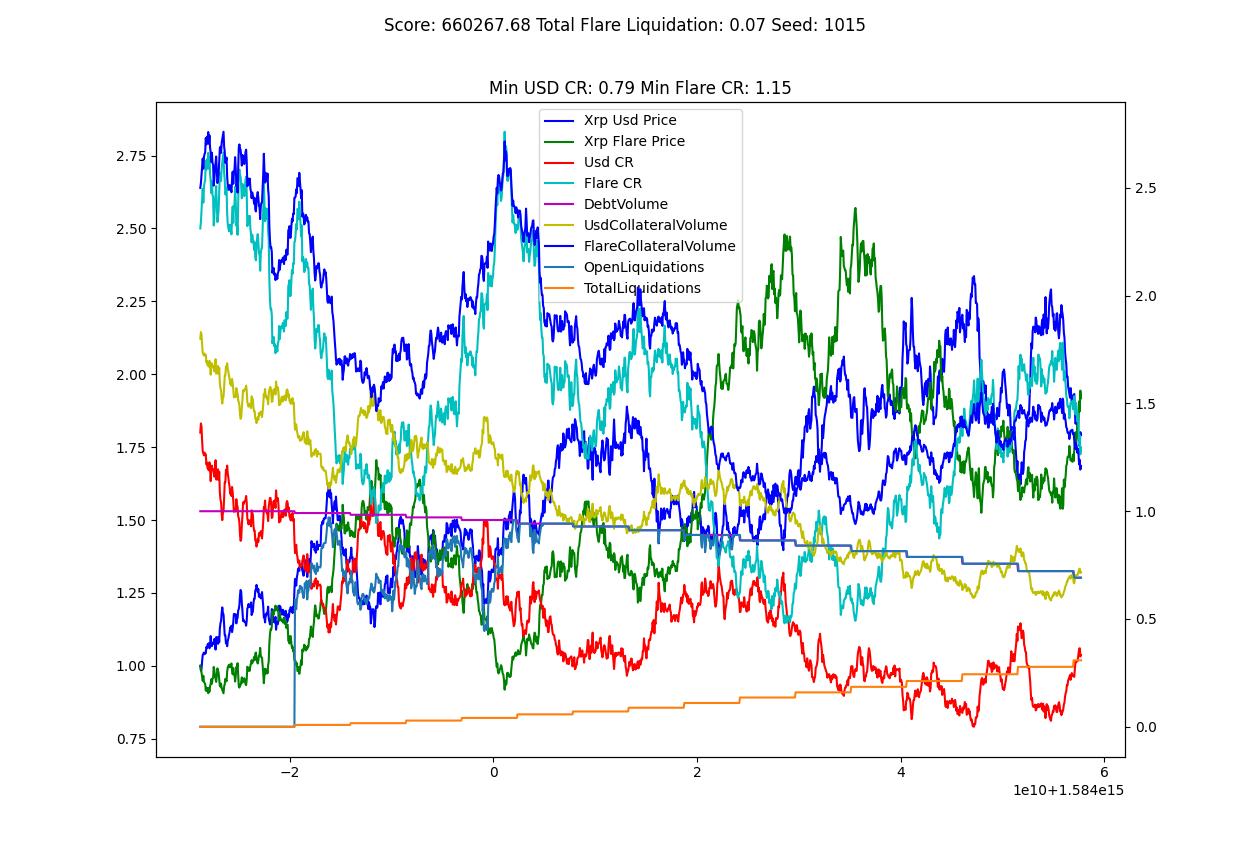 Score: 660267.68 Total Flare Liquidation: 0.07 Seed: 1015
Min USD CR: 0.79 Min Flare CR: 1.15
Xrp Usd Price
Xrp Flare Price
Usd CR
Flare CR
DebtVolume
UsdCollateralVolume
FlareCollateralVolume
OpenLiquidations
TotalLiquidations
2.75
2.50
2.25
2.00
1.75
1.50
1.25
1.00
0.75
2.5
2.0
1.5
1.0
0.5
0.0
−2 0 2 4 6
1e10+1.584e15